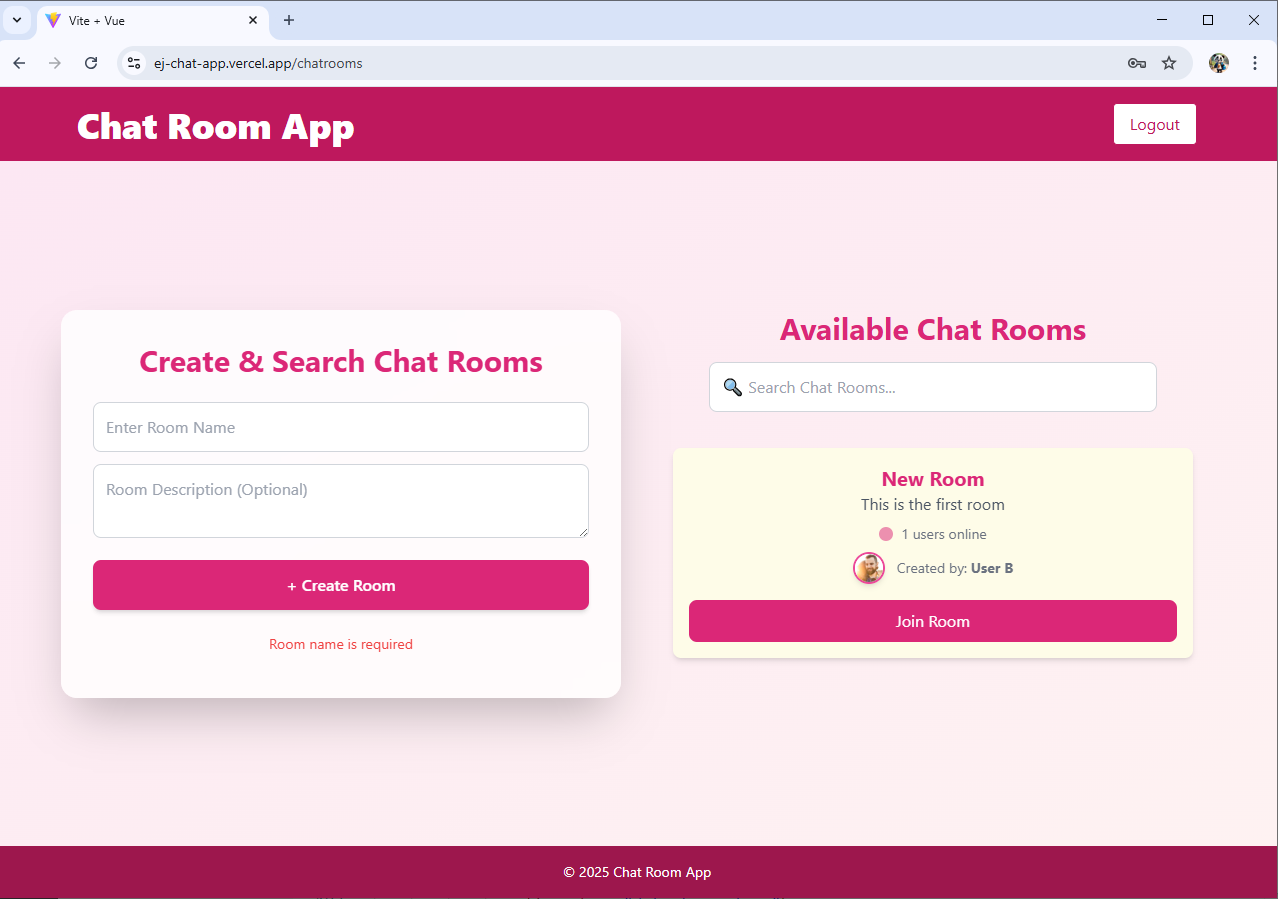 Vite + Vue
ej-chat-app.vercel.app/chatrooms
Chat Room App
Logout
Create & Search Chat Rooms
Enter Room Name
Room Description (Optional)
+ Create Room
Room name is required
Available Chat Rooms
Search Chat Rooms...
New Room
This is the first room
1 users online
Created by: User B
Join Room
© 2025 Chat Room App